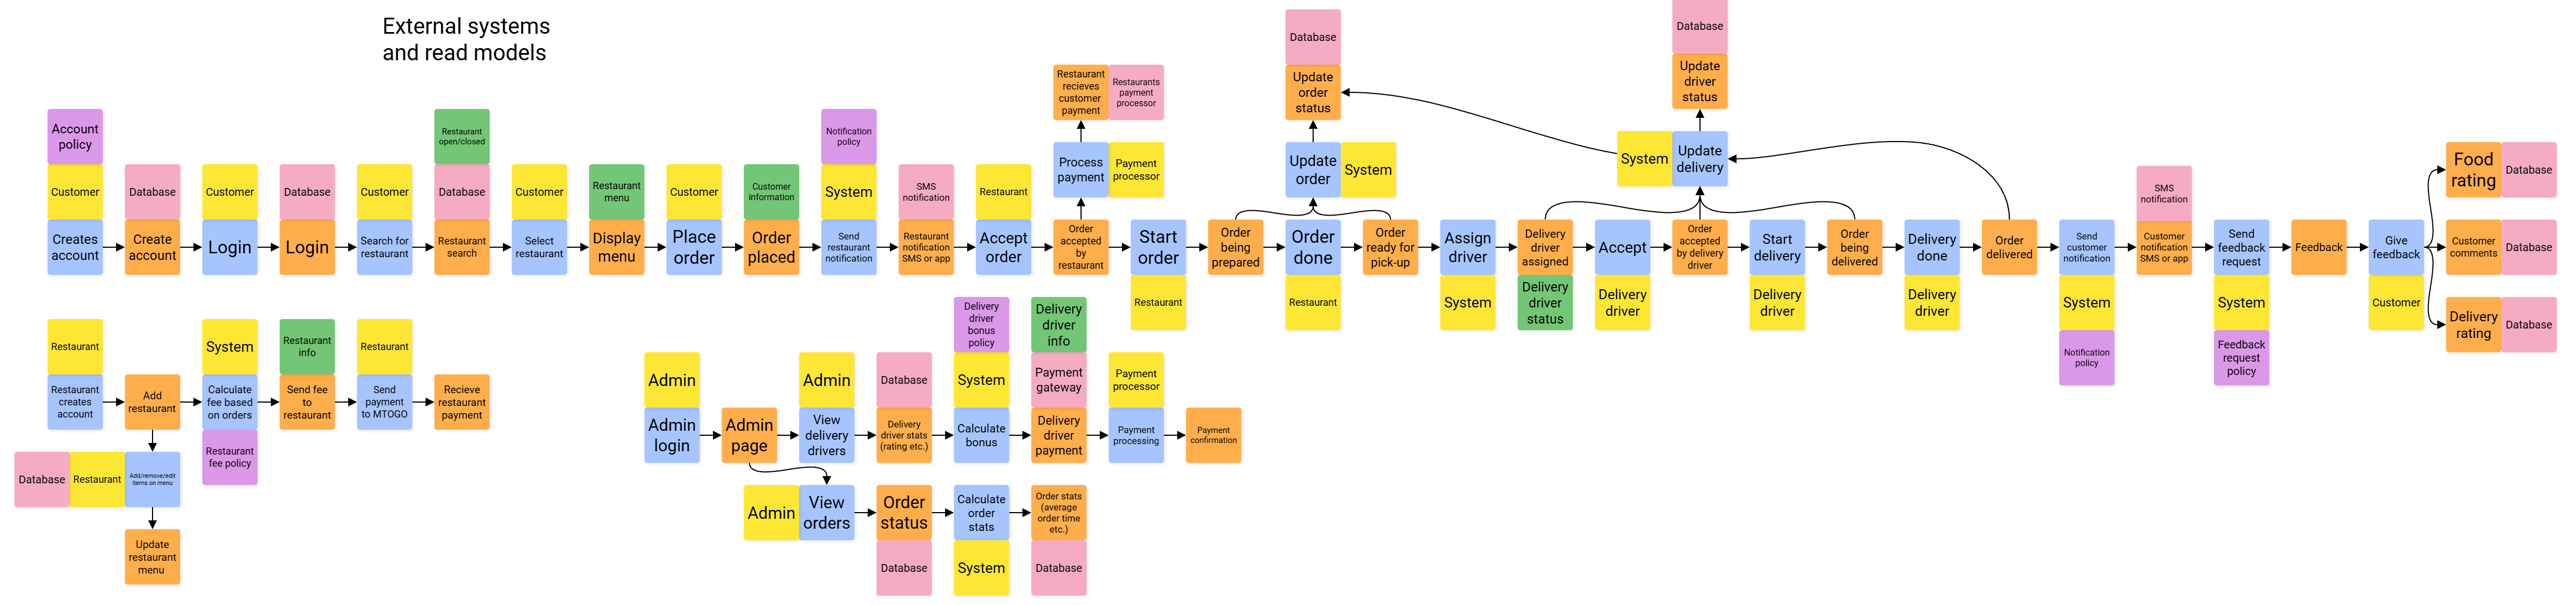 External systems
and read models
Account
policy
Customer
Creates
account
Database
Create
account
Customer
Login
Database
Login
Customer
Search for
restaurant
Restaurant
open/closed
Database
Restaurant
search
Customer
Select
restaurant
Restaurant
menu
Display
menu
Customer
Place
order
Customer
Information
Order
placed
Notification
policy
System
Send
restaurant
notification
SMS
notification
Restaurant
notification
SMS or app
Restaurant
Accept
order
Restaurant
recieves
customer
payment
Restaurants
payment
processor
Process
payment
Payment
processor
Order
accepted
by
restaurant
Start
order
Restaurant
Order
being
prepared
Database
Update
order
status
Update
order
System
Order
done
Restaurant
Order
ready for
pick-up
Assign
driver
System
Delivery
driver
assigned
Delivery
driver
status
Accept
Delivery
driver
Database
Update
driver
status
System
Update
delivery
Order
accepted
by delivery
driver
Start
delivery
Delivery
driver
Order
being
delivered
Delivery
done
Delivery
driver
Order
delivered
Send
customer
notification
System
Notification
policy
SMS
notification
Customer
notification
SMS or app
Send
feedback
request
System
Feedback
request
policy
Feedback
Give
feedback
Customer
Food
rating
Database
Customer
comments
Database
Delivery
rating
Database
Restaurant
Restaurant
creates
account
Add
restaurant
System
Calculate
fee based
on orders
Restaurant
fee policy
Restaurant
info
Send fee
to
restaurant
Restaurant
Send
payment
to MTOGO
Recieve
restaurant
payment
Database
Restaurant
Add/remove/edit
items on menu
Update
restaurant
menu
Admin
Admin
login
Admin
page
Admin
View
delivery
drivers
Database
Delivery
driver stats
(rating etc.)
Delivery
driver
bonus
policy
System
Calculate
bonus
Delivery
driver
info
Payment
gateway
Delivery
driver
payment
Payment
processor
Payment
processing
Payment
confirmation
Admin
View
orders
Order
status
Database
Calculate
order
stats
System
Order stats
(average
order time
etc.)
Database